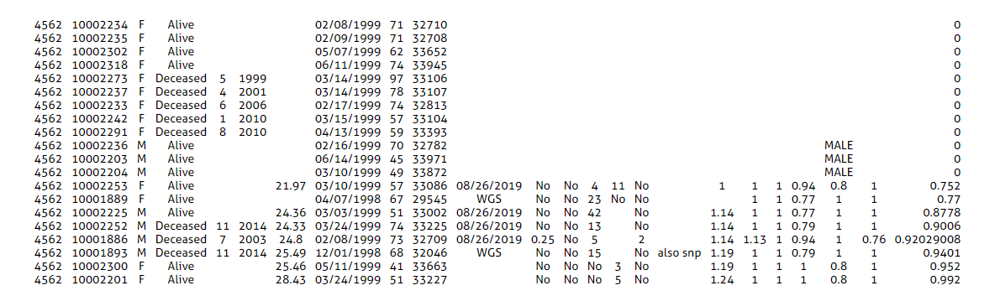 4562 10002234 F Alive 02/08/1999 71 32710 0
4562 10002235 F Alive 02/09/1999 71 32708 0
4562 10002302 F Alive 05/07/1999 62 33652 0
4562 10002318 F Alive 06/11/1999 74 33945 0
4562 10002273 F Deceased 5 1999 03/14/1999 97 33106 0
4562 10002237 F Deceased 4 2001 03/14/1999 78 33107 0
4562 10002233 F Deceased 6 2006 02/17/1999 74 32813 0
4562 10002242 F Deceased 1 2010 03/15/1999 57 33104 0
4562 10002291 F Deceased 8 2010 04/13/1999 59 33393 0
4562 10002236 M Alive 02/16/1999 70 32782 MALE 0
4562 10002203 M Alive 06/14/1999 45 33971 MALE 0
4562 10002204 M Alive 03/10/1999 49 33872 MALE 0
4562 10002253 F Alive 21.97 03/10/1999 57 33086 08/26/2019 No No 4 11 No 1 1 1 0.94 0.8 1 0.752
4562 10001889 F Alive 04/07/1998 67 29545 WGS No No 23 No No 1 1 0.77 1 1 0.77
4562 10002225 M Alive 24.36 03/03/1999 51 33002 08/26/2019 No No 42 No 1.14 1 1 0.77 1 1 0.8778
4562 10002252 M Deceased 11 2014 24.33 03/24/1999 74 33225 08/26/2019 No No 13 No 1.14 1 1 0.79 1 1 0.9006
4562 10001886 M Deceased 7 2003 24.8 02/08/1999 73 32709 08/26/2019 0.25 No 5 2 1.14 1.13 1 0.94 1 0.76 0.92029008
4562 10001893 M Deceased 11 2014 25.49 12/01/1998 68 32046 WGS No No 15 No also snp 1.19 1 1 0.79 1 1 0.9401
4562 10002300 F Alive 25.46 05/11/1999 41 33663 No No No 3 No 1.19 1 1 1 0.8 1 0.952
4562 10002201 F Alive 28.43 03/24/1999 51 33227 No No No 5 No 1.24 1 1 1 0.8 1 0.992